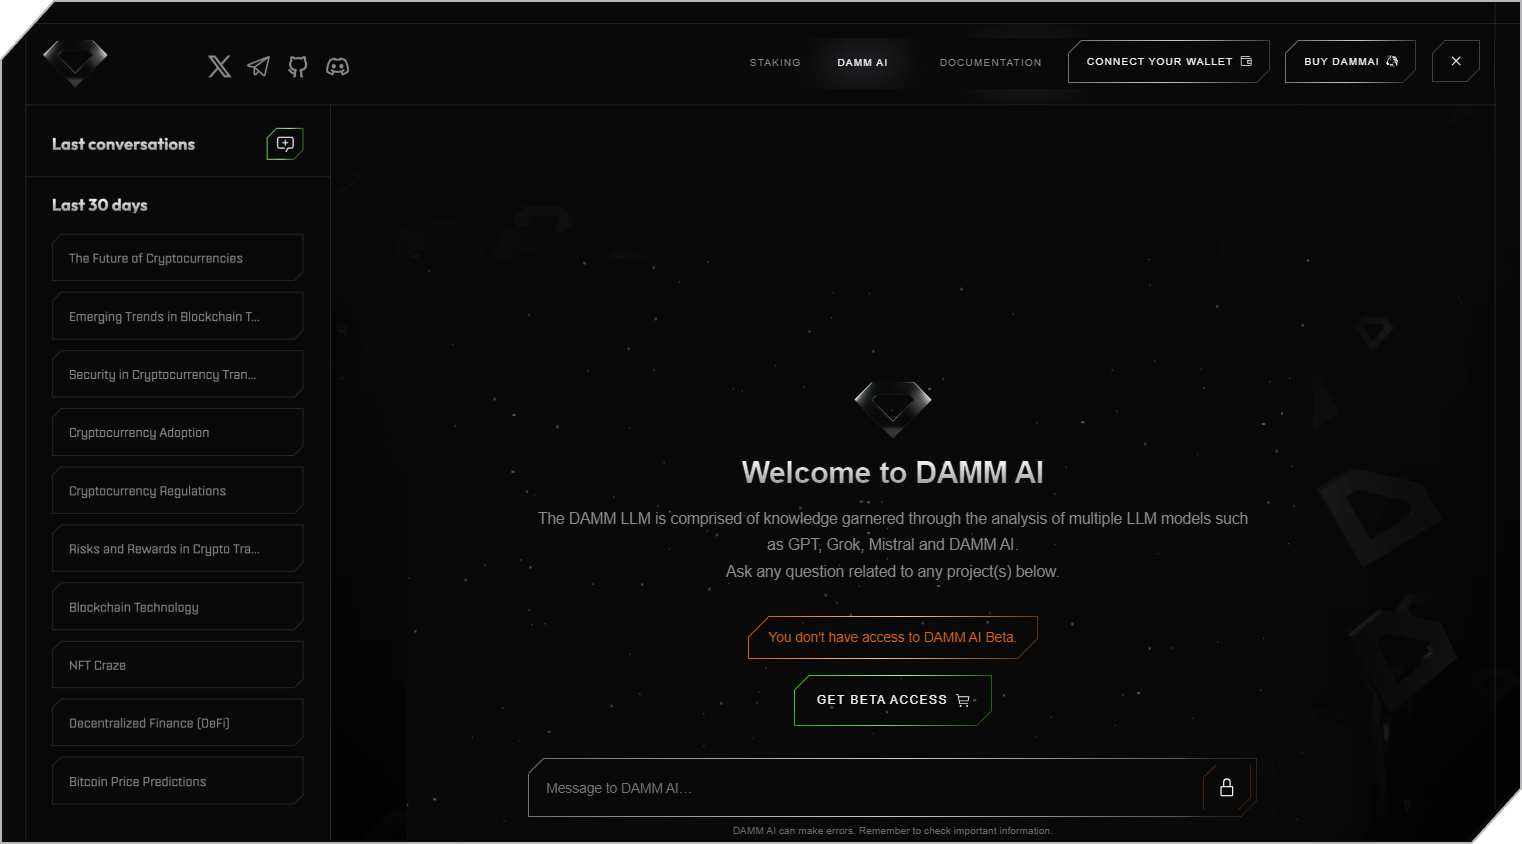 STAKING
DAMM AI
DOCUMENTATION
CONNECT YOUR WALLET
BUY DAMMAI
Last conversations
Last 30 days
The Future of Cryptocurrencies
Emerging Trends in Blockchain T...
Security in Cryptocurrency Tran...
Cryptocurrency Adoption
Cryptocurrency Regulations
Risks and Rewards in Crypto Tra...
Blockchain Technology
NFT Craze
Decentralized Finance (DeFi)
Bitcoin Price Predictions
Welcome to DAMM AI
The DAMM LLM is comprised of knowledge garnered through the analysis of multiple LLM models such
as GPT, Grok, Mistral and DAMM AI.
Ask any question related to any project(s) below.
You don't have access to DAMM AI Beta.
GET BETA ACCESS
Message to DAMM AI...
DAMM AI can make errors. Remember to check important information.